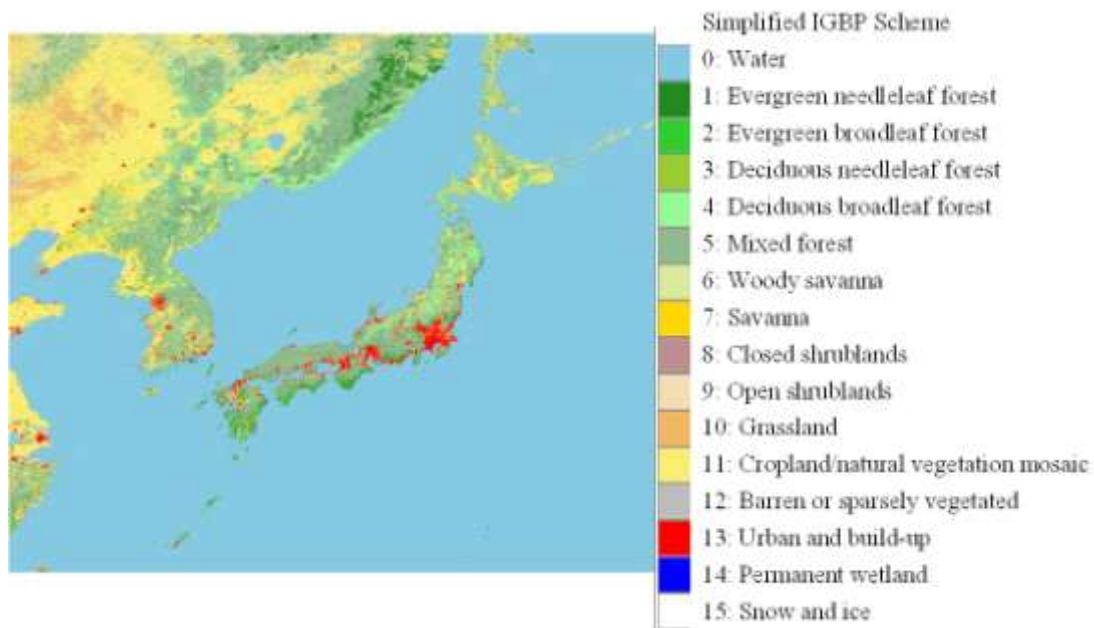 Simplified IGBP Scheme
0: Water
1: Evergreen needleleaf forest
2: Evergreen broadleaf forest
3: Deciduous needleleaf forest
4: Deciduous broadleaf forest
5: Mixed forest
6: Woody savanna
7: Savanna
8: Closed shrublands
9: Open shrublands
10: Grassland
11: Cropland/natural vegetation mosaic
12: Barren or sparsely vegetated
13: Urban and build-up
14: Permanent wetland
15: Snow and ice